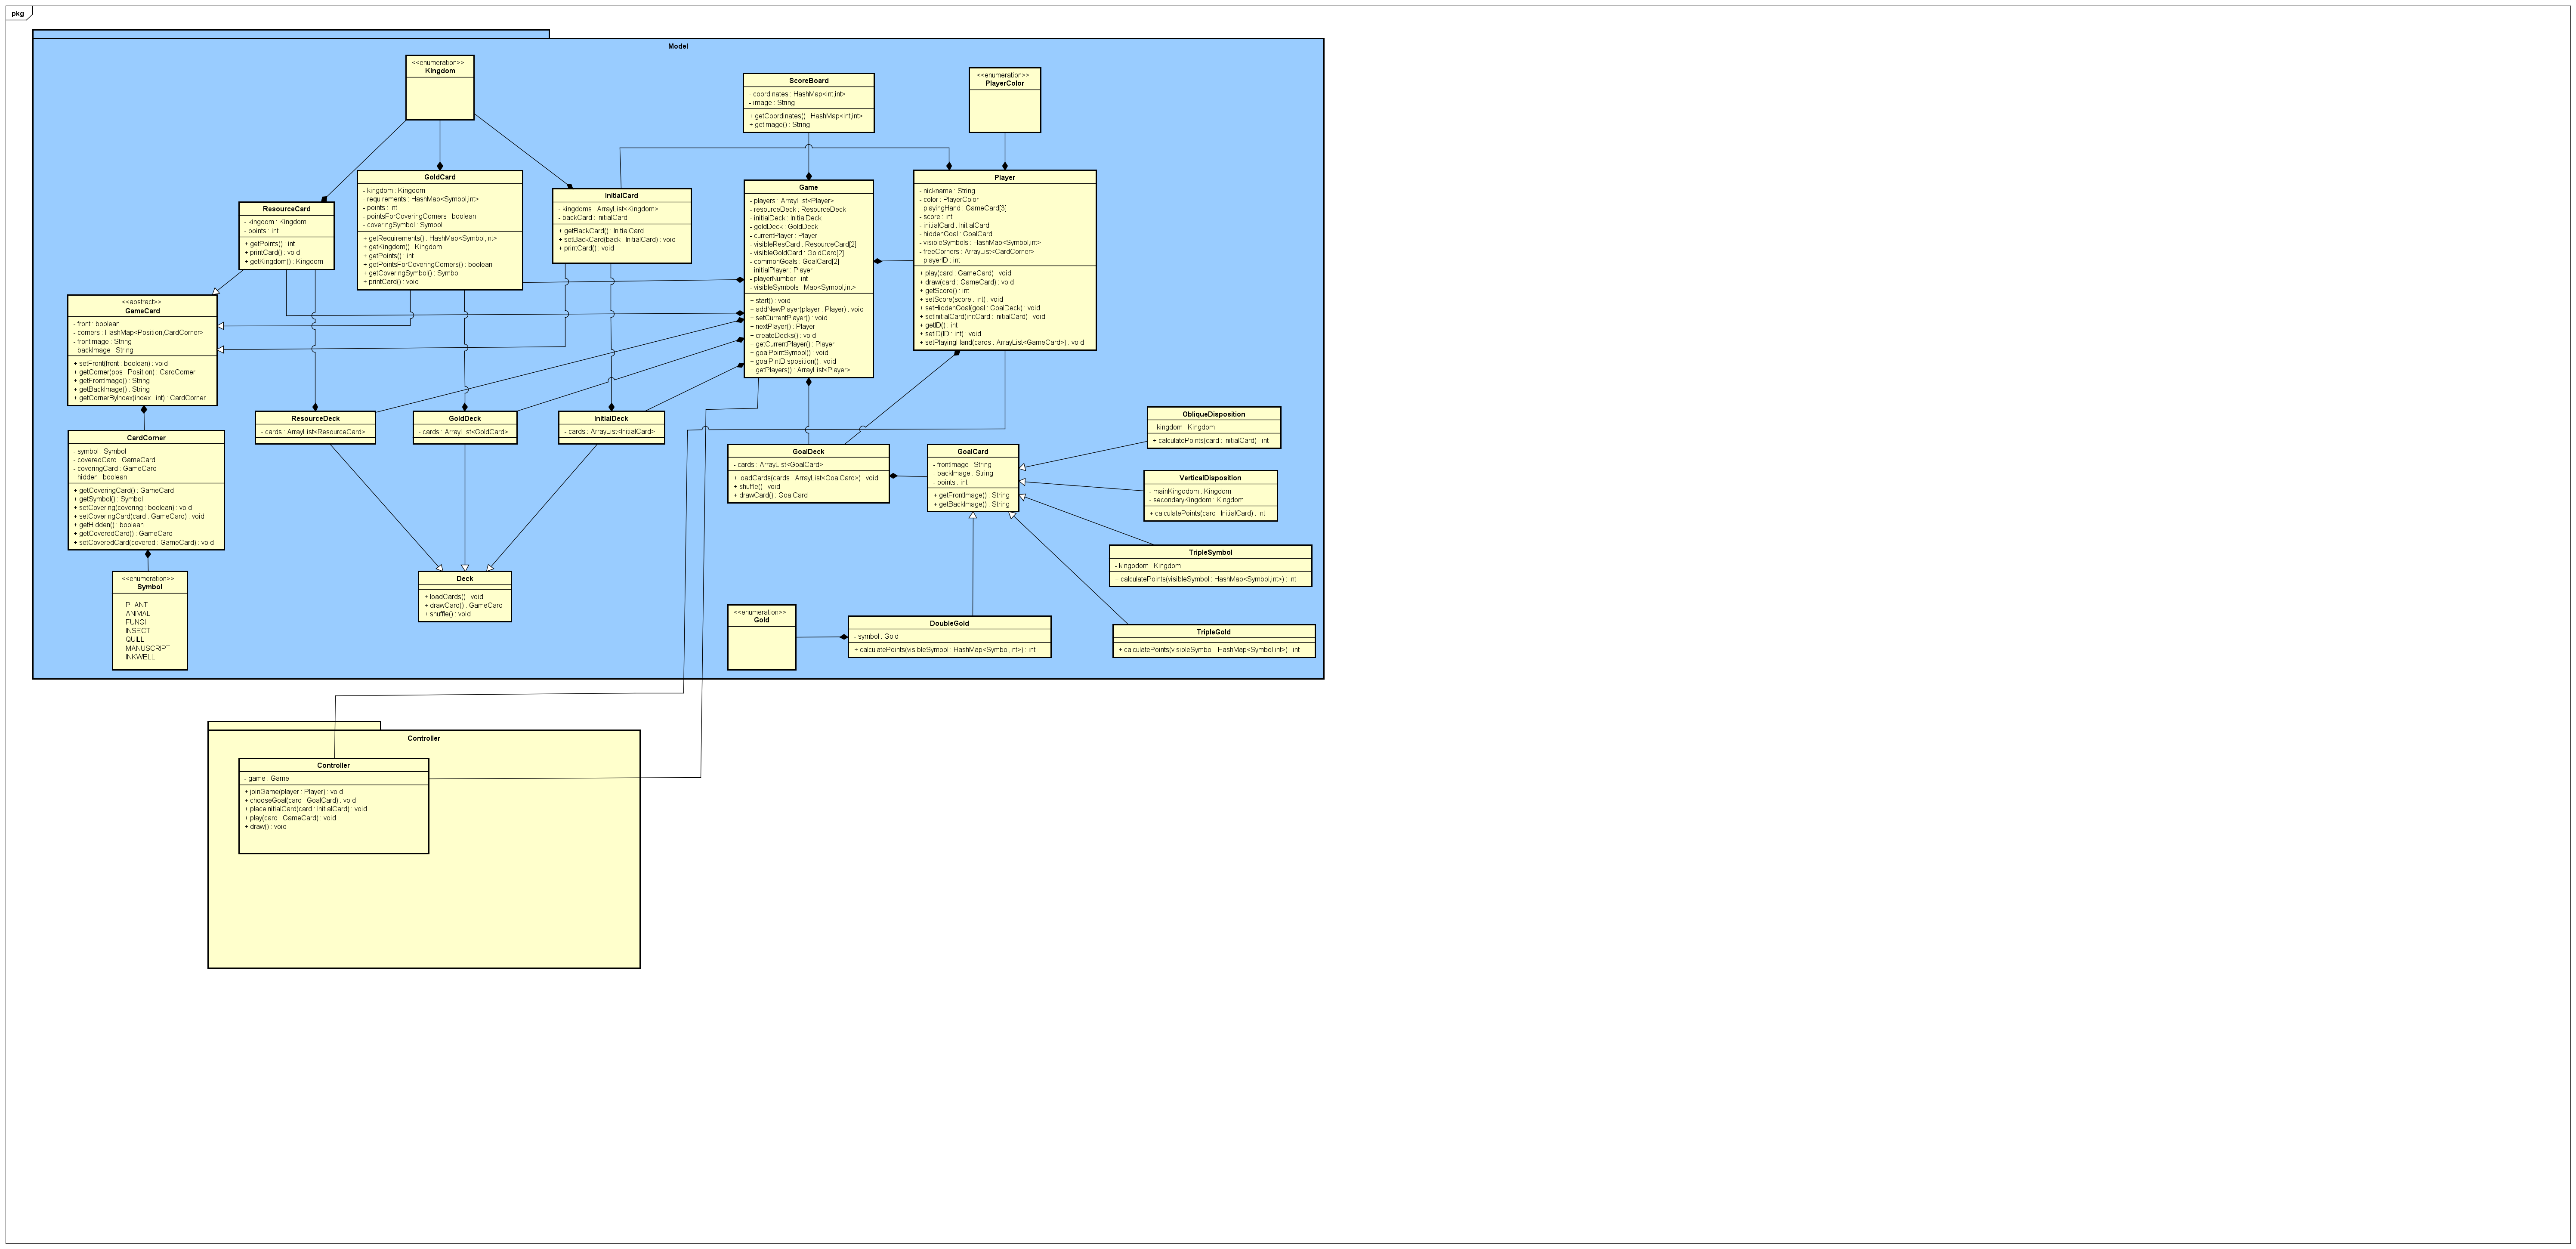 pkg
Model
<<enumeration>>
Kingdom
ScoreBoard
- coordinates : HashMap<int,int>
- image : String
+ getCoordinates() : HashMap<int,int>
+ getImage() : String
<<enumeration>>
PlayerColor
ResourceCard
- kingdom : Kingdom
- points : int
+ getPoints() : int
+ printCard() : void
+ getKingdom() : Kingdom
GoldCard
- kingdom : Kingdom
- requirements : HashMap<Symbol,int>
- points : int
- pointsForCoveringCorners : boolean
- coveringSymbol : Symbol
+ getRequirements() : HashMap<Symbol,int>
+ getKingdom() : Kingdom
+ getPoints() : int
+ getPointsForCoveringCorners() : boolean
+ getCoveringSymbol() : Symbol
+ printCard() : void
InitialCard
- kingdoms : ArrayList<Kingdom>
- backCard : InitialCard
+ getBackCard() : InitialCard
+ setBackCard(back : InitialCard) : void
+ printCard() : void
Game
- players : ArrayList<Player>
- resourceDeck : ResourceDeck
- initialDeck : InitialDeck
- goldDeck : GoldDeck
- currentPlayer : Player
- visibleResCard : ResourceCard[2]
- visibleGoldCard : GoldCard[2]
- commonGoals : GoalCard[2]
- initialPlayer : Player
- playerNumber : int
- visibleSymbols : Map<Symbol,int>
+ start() : void
+ addNewPlayer(player : Player) : void
+ setCurrentPlayer() : void
+ nextPlayer() : Player
+ createDecks() : void
+ getCurrentPlayer() : Player
+ goalPointSymbol() : void
+ goalPintDisposition() : void
+ getPlayers() : ArrayList<Player>
Player
- nickname : String
- color : PlayerColor
- playingHand : GameCard[3]
- score : int
- initialCard : InitialCard
- hiddenGoal : GoalCard
- visibleSymbols : HashMap<Symbol,int>
- freeCorners : ArrayList<CardCorner>
- playerID : int
+ play(card : GameCard) : void
+ draw(card : GameCard) : void
+ getScore() : int
+ setScore(score : int) : void
+ setHiddenGoal(goal : GoalDeck) : void
+ setInitialCard(initCard : InitialCard) : void
+ getID() : int
+ setID(ID : int) : void
+ setPlayingHand(cards : ArrayList<GameCard>) : void
<<abstract>>
GameCard
- front : boolean
- corners : HashMap<Position,CardCorner>
- frontImage : String
- backImage : String
+ setFront(front : boolean) : void
+ getCorner(pos : Position) : CardCorner
+ getFrontImage() : String
+ getBackImage() : String
+ getCornerByIndex(index : int) : CardCorner
ResourceDeck
- cards : ArrayList<ResourceCard>
GoldDeck
- cards : ArrayList<GoldCard>
InitialDeck
- cards : ArrayList<InitialCard>
CardCorner
- symbol : Symbol
- coveredCard : GameCard
- coveringCard : GameCard
- hidden : boolean
+ getCoveringCard() : GameCard
+ getSymbol() : Symbol
+ setCovering(covering : boolean) : void
+ setCoveringCard(card : GameCard) : void
+ getHidden() : boolean
+ getCoveredCard() : GameCard
+ setCoveredCard(covered : GameCard) : void
GoalDeck
- cards : ArrayList<GoalCard>
+ loadCards(cards : ArrayList<GoalCard>) : void
+ shuffle() : void
+ drawCard() : GoalCard
GoalCard
- frontImage : String
- backImage : String
- points : int
+ getFrontImage() : String
+ getBackImage() : String
ObliqueDisposition
- kingdom : Kingdom
+ calculatePoints(card : InitialCard) : int
VerticalDisposition
- mainKingodom : Kingdom
- secondaryKingdom : Kingdom
+ calculatePoints(card : InitialCard) : int
TripleSymbol
- kingodom : Kingdom
+ calculatePoints(visibleSymbol : HashMap<Symbol,int>) : int
<<enumeration>>
Symbol
PLANT
ANIMAL
FUNGI
INSECT
QUILL
MANUSCRIPT
INKWELL
Deck
+ loadCards() : void
+ drawCard() : GameCard
+ shuffle() : void
<<enumeration>>
Gold
DoubleGold
- symbol : Gold
+ calculatePoints(visibleSymbol : HashMap<Symbol,int>) : int
TripleGold
+ calculatePoints(visibleSymbol : HashMap<Symbol,int>) : int
Controller
Controller
- game : Game
+ joinGame(player : Player) : void
+ chooseGoal(card : GoalCard) : void
+ placeInitialCard(card : InitialCard) : void
+ play(card : GameCard) : void
+ draw() : void